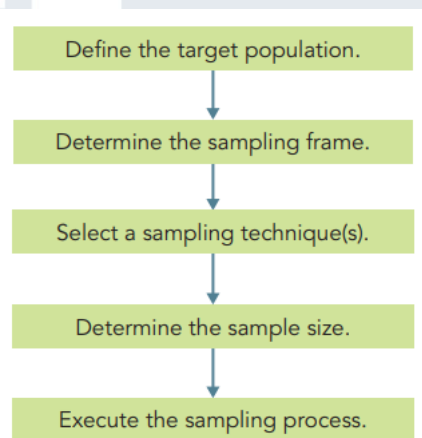 Define the target population.
Determine the sampling frame.
Select a sampling technique(s).
Determine the sample size.
Execute the sampling process.